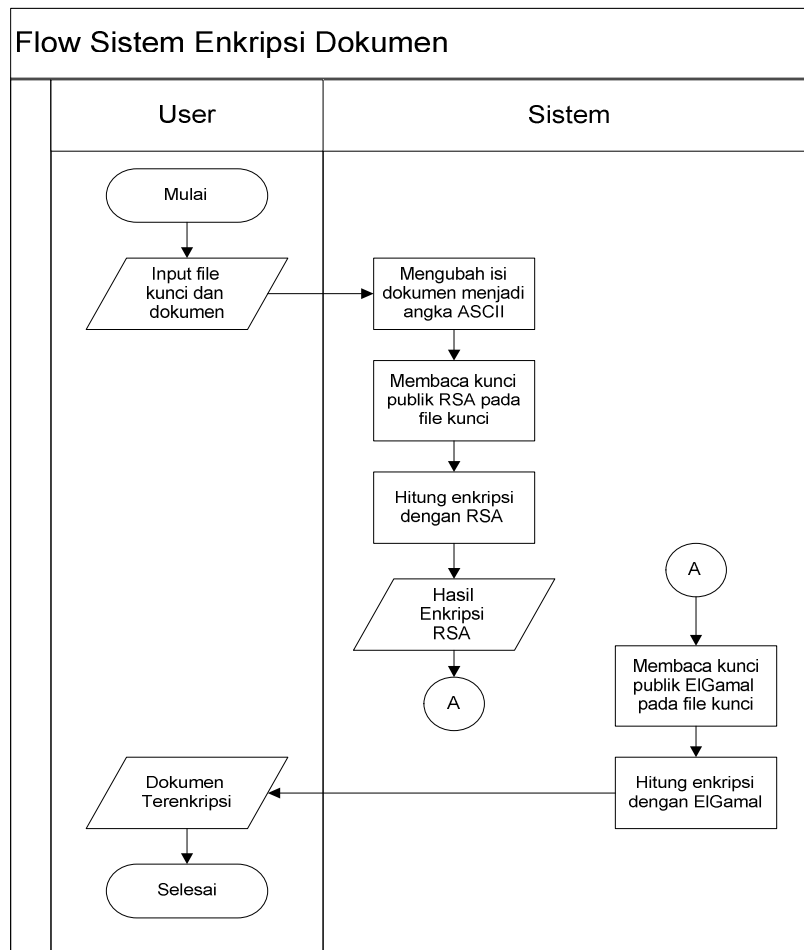 Flow Sistem Enkripsi Dokumen
User
Sistem
Mulai
Input file
kunci dan
dokumen
Mengubah isi
dokumen menjadi
angka ASCII
Membaca kunci
publik RSA pada
file kunci
Hitung enkripsi
dengan RSA
Hasil
Enkripsi
RSA
A
A
Membaca kunci
publik ElGamal
pada file kunci
Hitung enkripsi
dengan ElGamal
Dokumen
Terenkripsi
Selesai